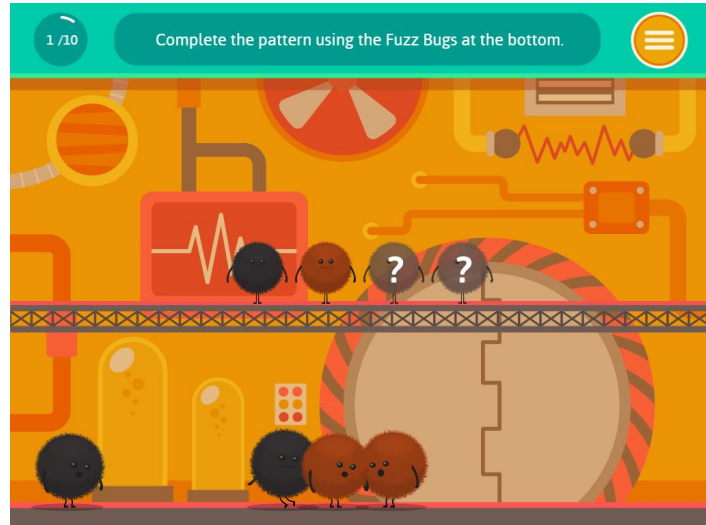 1 /10
Complete the pattern using the Fuzz Bugs at the bottom.
? ?